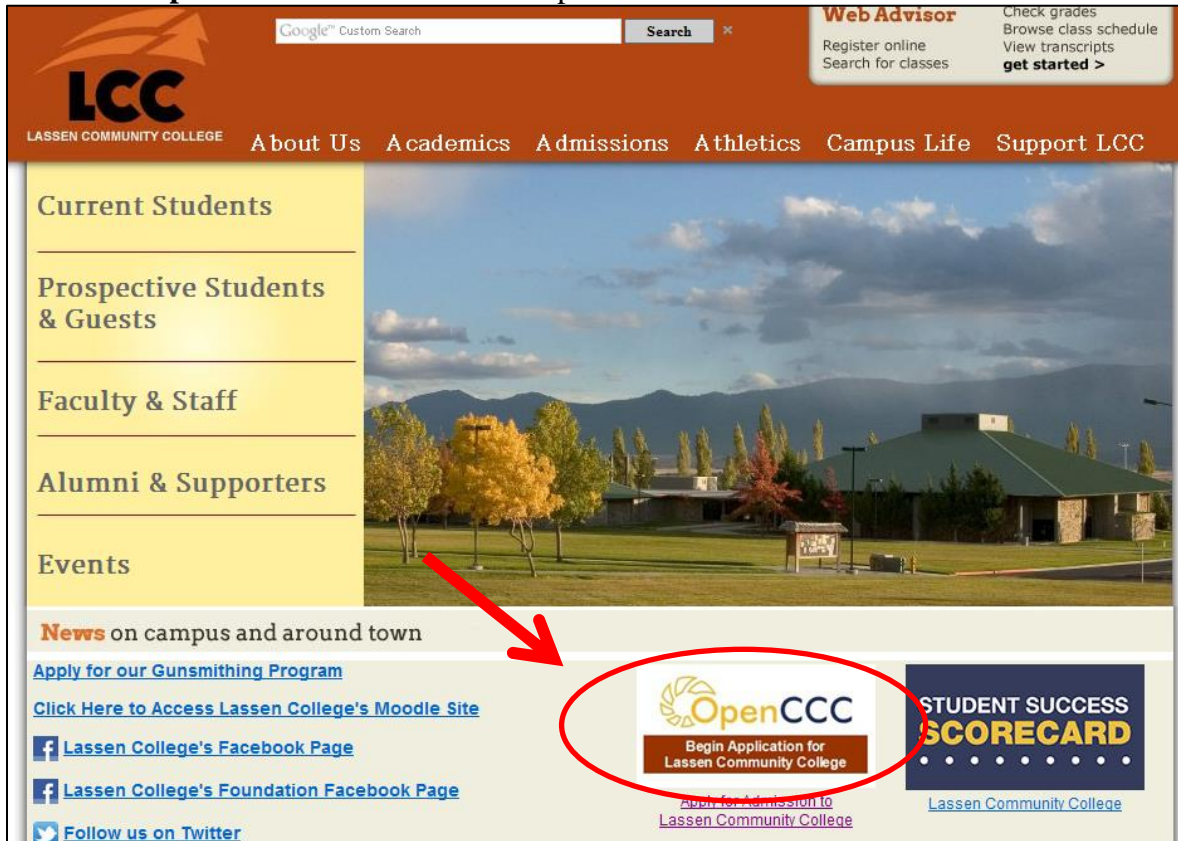 Google™ Custom Search
Search
×
Web Advisor
Register online
Search for classes
Check grades
Browse class schedule
View transcripts
get started >
LCC
LASSEN COMMUNITY COLLEGE
About Us Academics Admissions Athletics Campus Life Support LCC
Current Students
Prospective Students
& Guests
Faculty & Staff
Alumni & Supporters
Events
News on campus and around town
Apply for our Gunsmithing Program
Click Here to Access Lassen College's Moodle Site
Lassen College's Facebook Page
Lassen College's Foundation Facebook Page
Follow us on Twitter
OpenCCC
Begin Application for
Lassen Community College
Apply for Admission to
Lassen Community College
STUDENT SUCCESS
SCORECARD
Lassen Community College